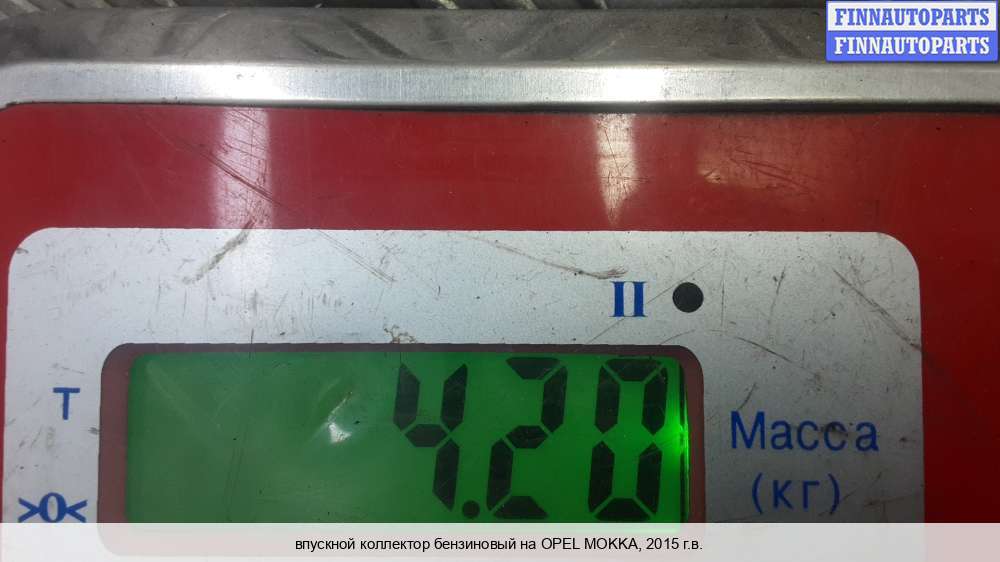 FINNAUTOPARTS
FINNAUTOPARTS
II
T
4.20
Масса
(кг)
>0<
впускной коллектор бензиновый на OPEL MOKKA, 2015 г.в.